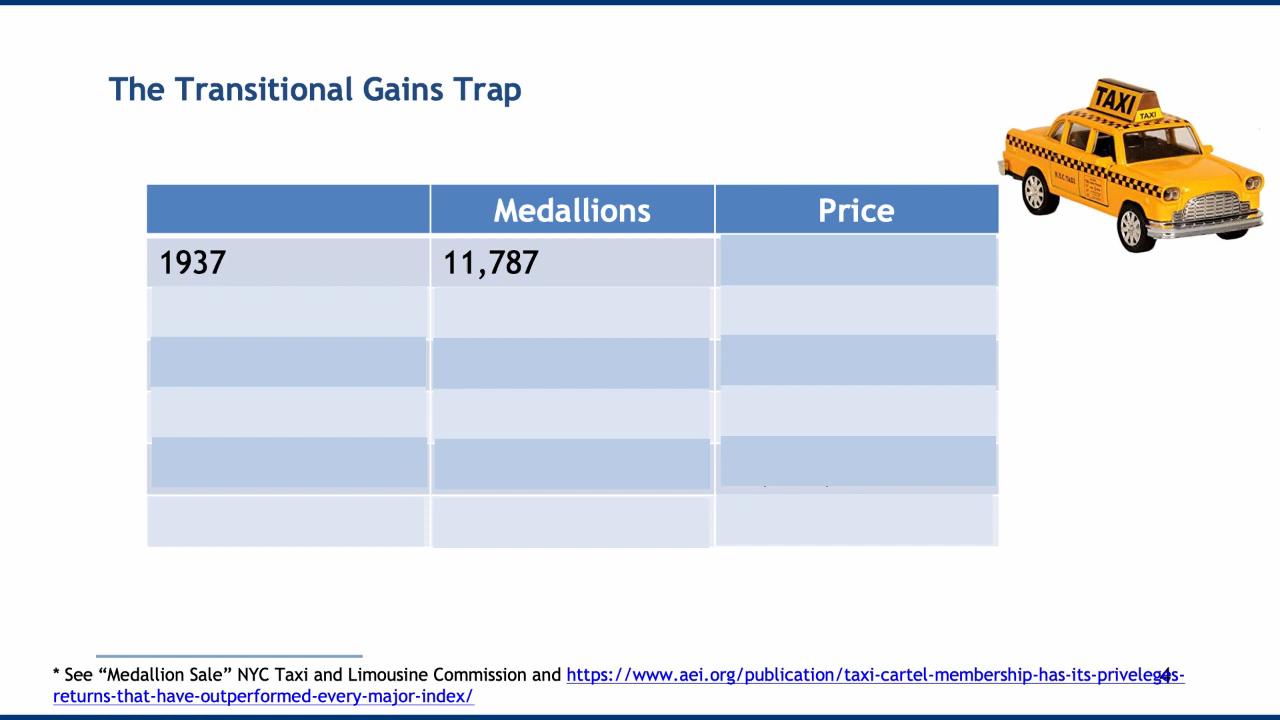 The Transitional Gains Trap
TAXI
TAXI
N.Y.C TAXI
Medallions Price
1937 11,787
* See “Medallion Sale” NYC Taxi and Limousine Commission and https://www.aei.org/publication/taxi-cartel-membership-has-its-priveleges-
returns-that-have-outperformed-every-major-index/
4